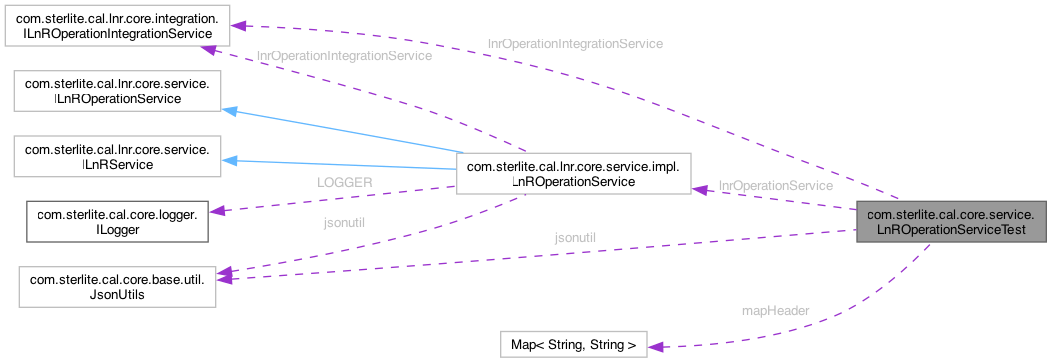 com.sterlite.cal.lnr.core.integration.
ILnROperationIntegrationService
lnrOperationIntegrationService
lnrOperationIntegrationService
com.sterlite.cal.lnr.core.service.
ILnROperationService
com.sterlite.cal.lnr.core.service.
ILnRService
com.sterlite.cal.lnr.core.service.impl.
LnROperationService
LOGGER
lnrOperationService
com.sterlite.cal.core.logger.
ILogger
com.sterlite.cal.core.service.
LnROperationServiceTest
jsonutil
jsonutil
com.sterlite.cal.core.base.util.
JsonUtils
mapHeader
Map< String, String >